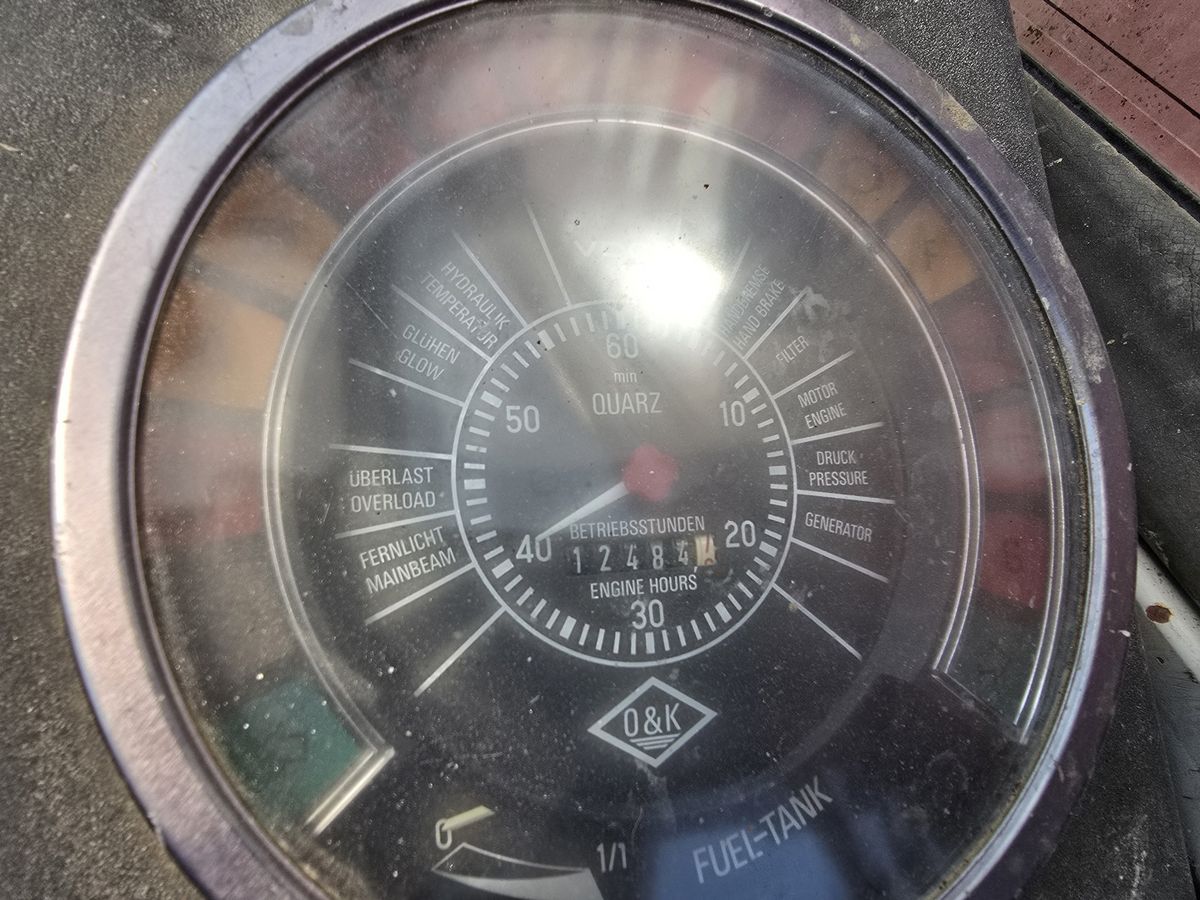 HYDRAULIK
TEMPERATUR
GLÜHEN
GLOW
ÜBERLAST
OVERLOAD
FERNLICHT
MAINBEAM
HANDBREMSE
HAND BRAKE
FILTER
MOTOR
ENGINE
DRUCK
PRESSURE
GENERATOR
60
min
QUARZ
50
10
40
20
BETRIEBSSTUNDEN
12484
ENGINE HOURS
30
O&K
0
1/1
FUEL-TANK